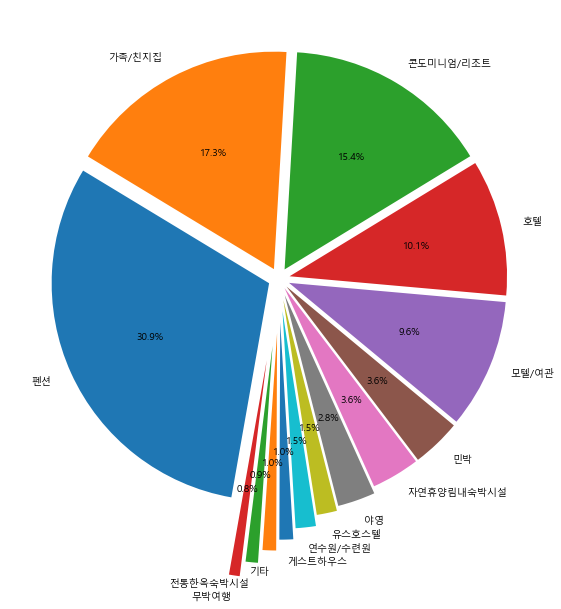 가족/친지집
콘도미니엄/리조트
17.3%
15.4%
호텔
10.1%
30.9%
9.6%
펜션
모텔/여관
3.6%
3.6%
2.8%
1.5%
1.5%
1.0%
1.0%
0.9%
0.8%
민박
자연휴양림내숙박시설
야영
유스호스텔
연수원/수련원
게스트하우스
기타
전통한옥숙박시설
무박여행